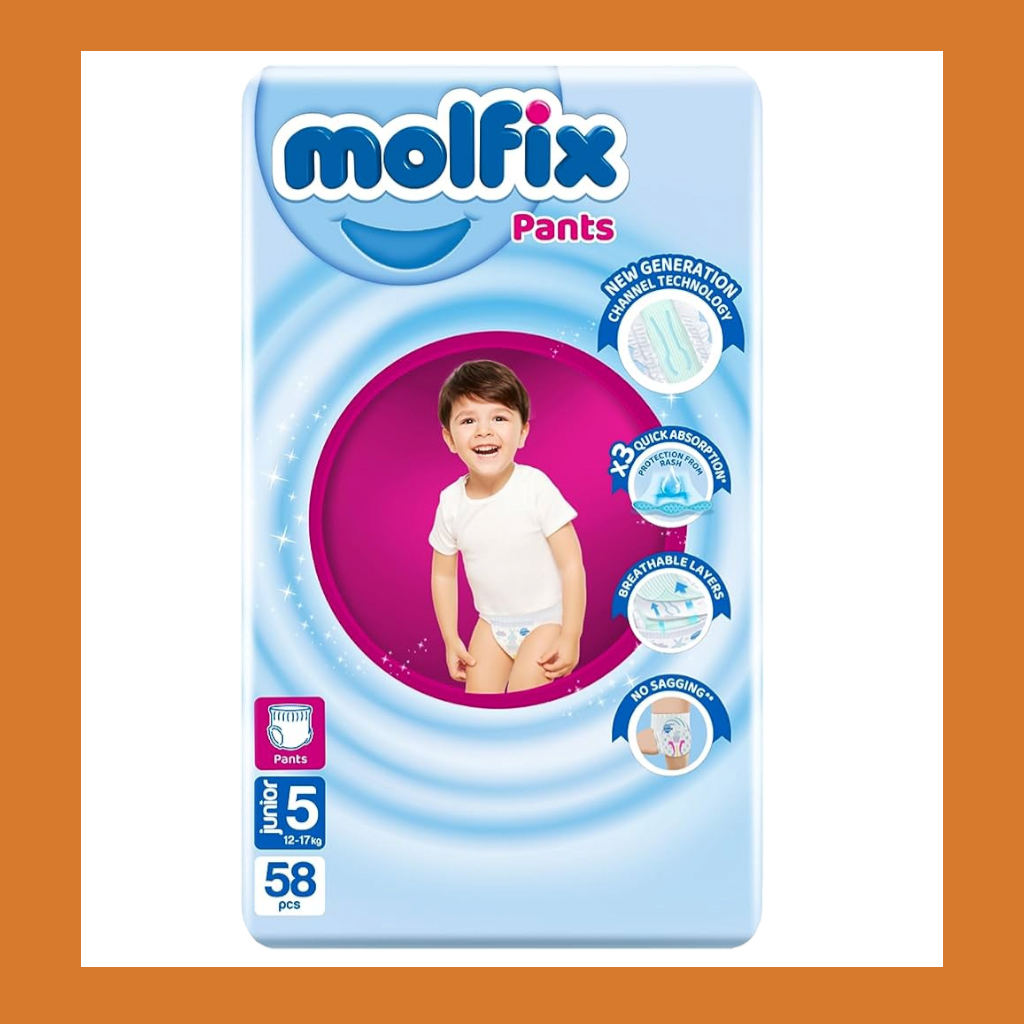 molfix
Pants
NEW GENERATION
CHANNEL TECHNOLOGY
x3 QUICK ABSORPTION*
PROTECTION FROM
RASH
BREATHABLE LAYERS
NO SAGGING**
Pants
junior 5
12-17kg
58
pcs